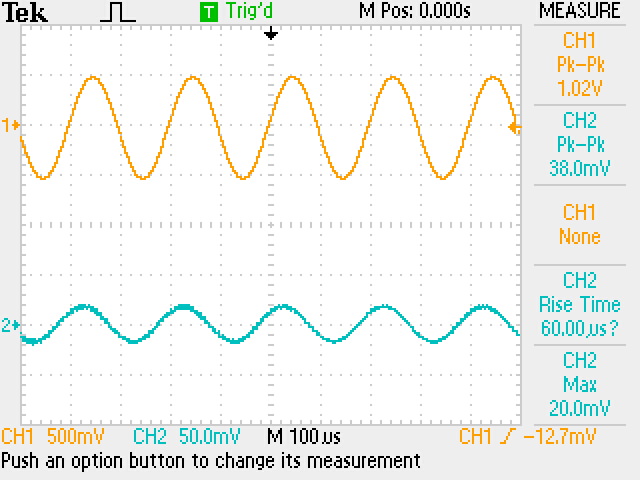 Tek T Trig'd M Pos: 0.000s MEASURE
CH1
Pk-Pk
1.02V
CH2
Pk-Pk
38.0mV
CH1
None
CH2
Rise Time
60.00µs?
CH2
Max
20.0mV
1
2
CH1 500mV CH2 50.0mV M 100µs CH1 -12.7mV
Push an option button to change its measurement